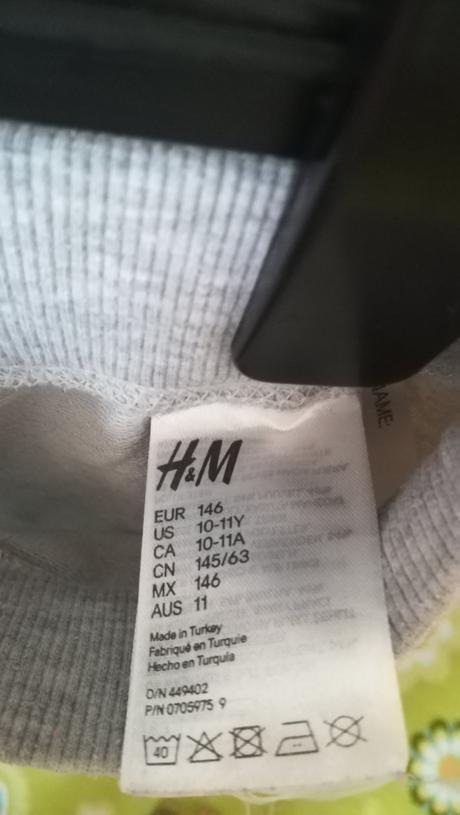 NAME:
H&M
EUR 146
US 10-11Y
CA 10-11A
CN 145/63
MX 146
AUS 11
Made in Turkey
Fabriqué en Turquie
Hecho en Turquía
O/N 449402
P/N 0705975 9
40